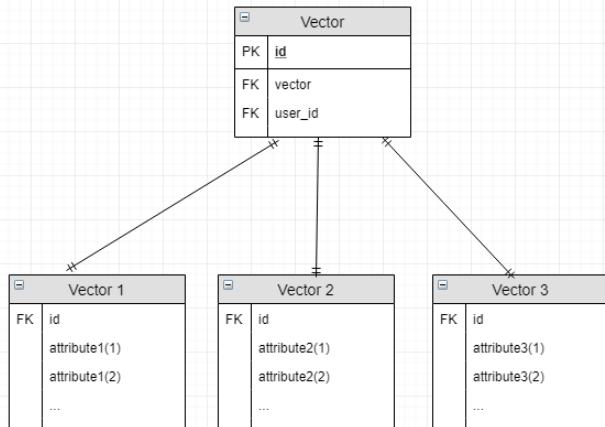 Vector
PK id
FK vector
FK user_id
Vector 1
FK id
attribute1(1)
attribute1(2)
...
Vector 2
FK id
attribute2(1)
attribute2(2)
...
Vector 3
FK id
attribute3(1)
attribute3(2)
...